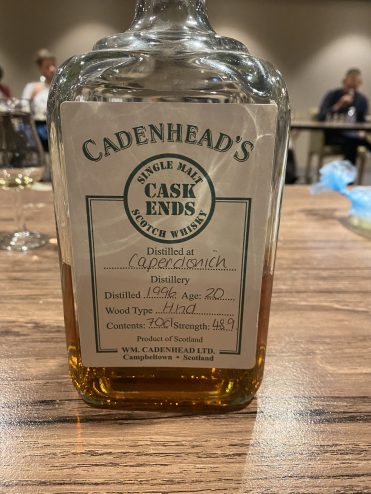 CADENHEAD'S
SINGLE MALT
CASK
ENDS
SCOTCH WHISKY
Distilled at
Caperdonich
Distillery
Distilled 1996 Age: 20
Wood Type Hhd
Contents: 70cl Strength: 48.9
Product of Scotland
WM. CADENHEAD LTD.
Campbeltown • Scotland